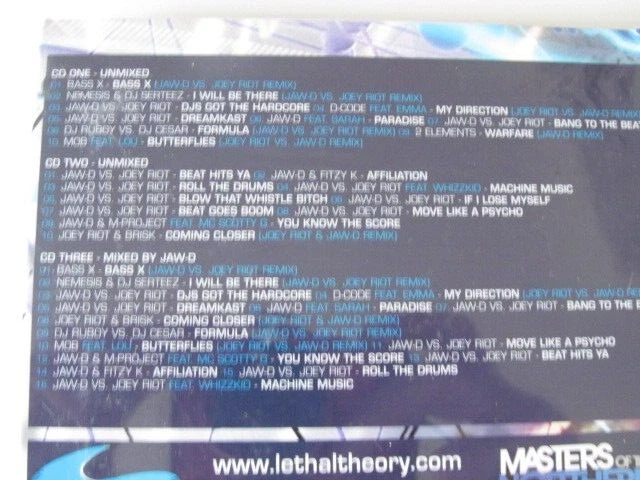 CD ONE - UNMIXED
01 BASS X - BASS X (JAW-D VS. JOEY RIOT REMIX)
02 NEMESIS & DJ SERTEEZ - I WILL BE THERE (JAW-D VS. JOEY RIOT REMIX)
03 JAW-D VS. JOEY RIOT - DJS GOT THE HARDCORE 04 D-CODE FEAT. EMMA - MY DIRECTION (JOEY RIOT VS. JAW-D REMIX)
05 JAW-D VS. JOEY RIOT - DREAMKAST 06 JAW-D FEAT. SARAH - PARADISE 07 JAW-D VS. JOEY RIOT - BANG TO THE BEAT
08 DJ RUBOY VS. DJ CESAR - FORMULA (JAW-D VS. JOEY RIOT REMIX) 09 2 ELEMENTS - WARFARE (JAW-D REMIX)
10 MOB FEAT. LOU - BUTTERFLIES (JOEY RIOT VS. JAW-D REMIX)
CD TWO - UNMIXED
01 JAW-D VS. JOEY RIOT - BEAT HITS YA 02 JAW-D & FITZY K - AFFILIATION
03 JAW-D VS. JOEY RIOT - ROLL THE DRUMS 04 JAW-D VS. JOEY RIOT FEAT. WHIZZKID - MACHINE MUSIC
05 JAW-D VS. JOEY RIOT - BLOW THAT WHISTLE BITCH 06 JAW-D VS. JOEY RIOT - IF I LOSE MYSELF
07 JAW-D VS. JOEY RIOT - BEAT GOES BOOM 08 JAW-D VS. JOEY RIOT - MOVE LIKE A PSYCHO
09 JAW-D & M-PROJECT FEAT. MC SCOTTY G - YOU KNOW THE SCORE
10 JOEY RIOT & BRISK - COMING CLOSER (JOEY RIOT & JAW-D REMIX)
CD THREE - MIXED BY JAW-D
01 BASS X - BASS X (JAW-D VS. JOEY RIOT REMIX)
02 NEMESIS & DJ SERTEEZ - I WILL BE THERE (JAW-D VS. JOEY RIOT REMIX)
03 JAW-D VS. JOEY RIOT - DJS GOT THE HARDCORE 04 D-CODE FEAT. EMMA - MY DIRECTION (JOEY RIOT VS. JAW-D RE
05 JAW-D VS. JOEY RIOT - DREAMKAST 06 JAW-D FEAT. SARAH - PARADISE 07 JAW-D VS. JOEY RIOT - BANG TO THE
08 JOEY RIOT & BRISK - COMING CLOSER (JOEY RIOT & JAW-D REMIX)
09 DJ RUBOY VS. DJ CESAR - FORMULA (JAW-D VS. JOEY RIOT REMIX)
10 MOB FEAT. LOU - BUTTERFLIES (JOEY RIOT VS. JAW-D REMIX) 11 JAW-D VS. JOEY RIOT - MOVE LIKE A PSYCHO
12 JAW-D & M-PROJECT FEAT. MC SCOTTY G - YOU KNOW THE SCORE 13 JAW-D VS. JOEY RIOT - BEAT HITS YA
14 JAW-D & FITZY K - AFFILIATION 15 JAW-D VS. JOEY RIOT - ROLL THE DRUMS
16 JAW-D VS. JOEY RIOT FEAT. WHIZZKID - MACHINE MUSIC
www.lethaltheory.com MASTERS OF
NORTHERN